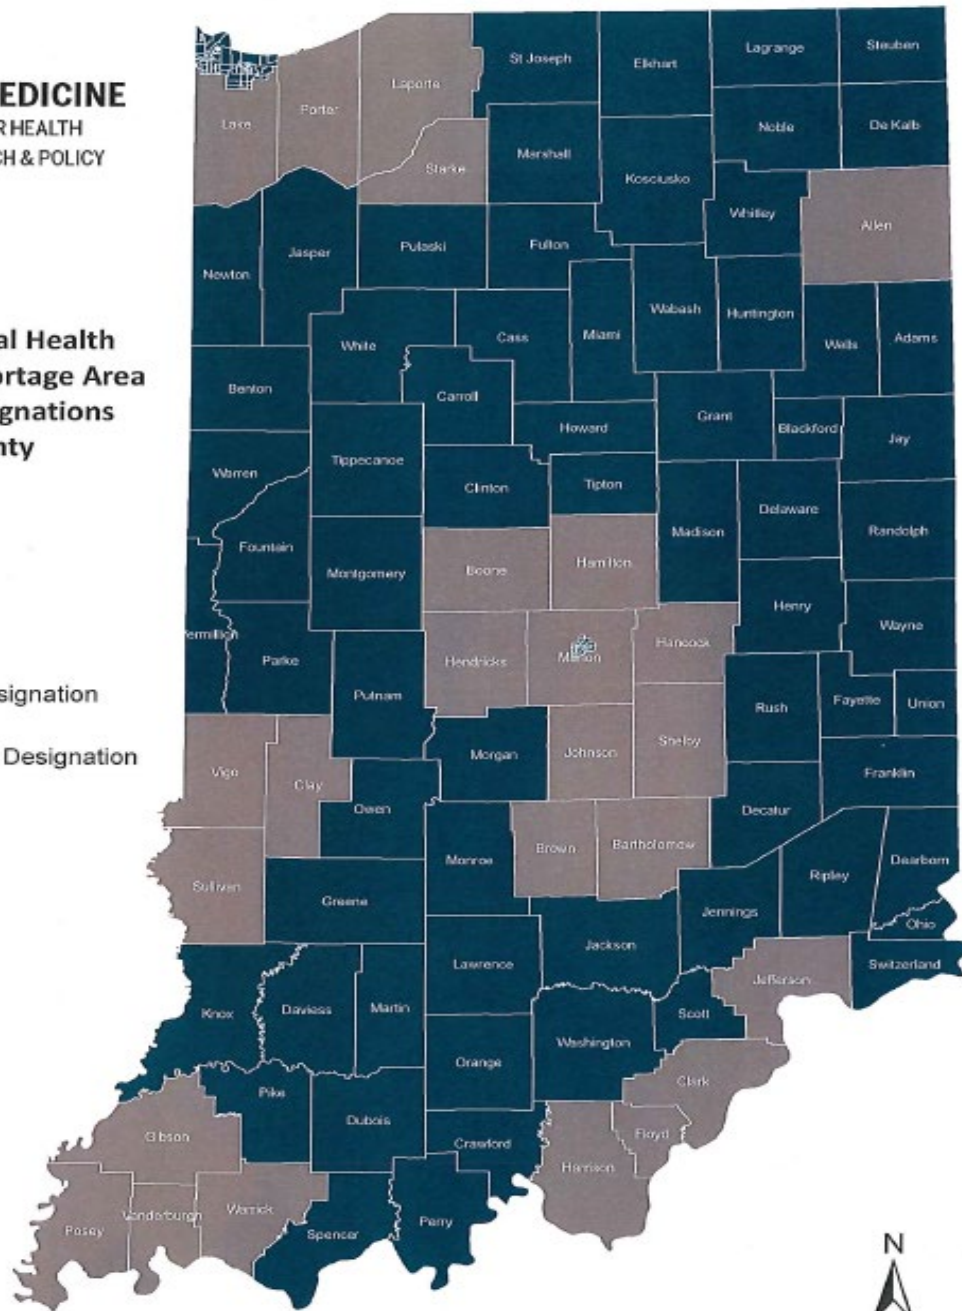 EDICINE
R HEALTH
CH & POLICY
al Health
ortage Area
gnations
nty
signation
Designation
St Joseph
Elkhart
Lagrange
Steuben
Laporte
Porter
Lake
Noble
De Kalb
Marshall
Starke
Kosciusko
Whitley
Allen
Pulaski
Fulton
Jasper
Newton
Wabash
Huntington
Miami
Cass
White
Wells
Adams
Benton
Carroll
Grant
Howard
Blackford
Jay
Tippecanoe
Warren
Clinton
Tipton
Delaware
Madison
Randolph
Fountain
Montgomery
Boone
Hamilton
Henry
Wayne
ermillion
Parke
Hendricks
Marion
Hancock
Putnam
Rush
Fayette
Union
Shelby
Johnson
Morgan
Franklin
Vigo
Clay
Owen
Decatur
Brown
Bartholomew
Monroe
Dearborn
Ripley
Sullivan
Greene
Jennings
Ohio
Jackson
Lawrence
Switzerland
Jefferson
Knox
Daviess
Martin
Scott
Washington
Orange
Clark
Pike
Dubois
Floyd
Crawford
Gibson
Harrison
Warrick
Vanderburgh
Posey
Perry
Spencer
N